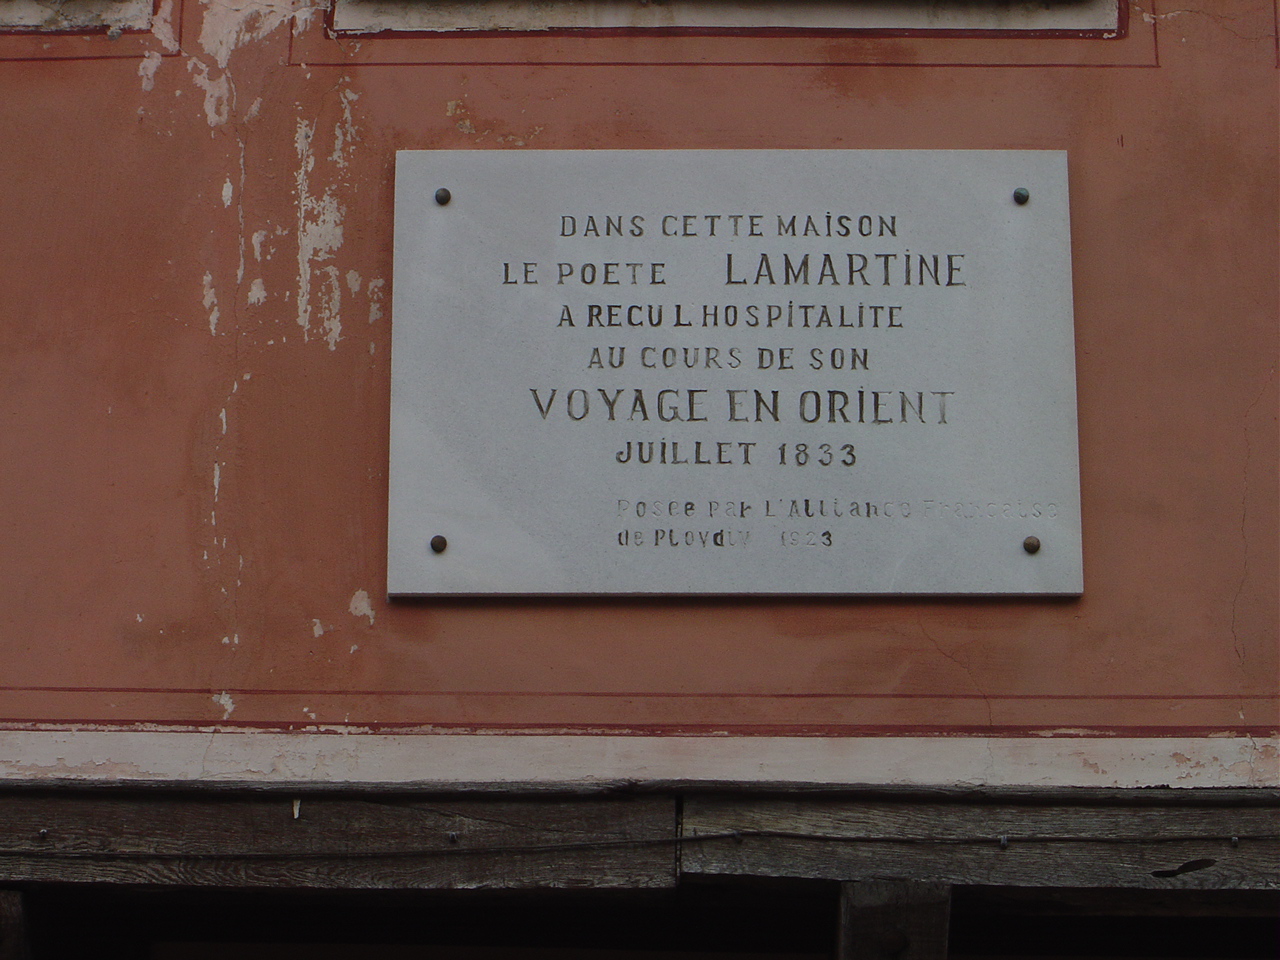 DANS CETTE MAISON
LE POETE LAMARTINE
A RECU L'HOSPITALITE
AU COURS DE SON
VOYAGE EN ORIENT
JUILLET 1833
Posee par L'Alliance Francaise
de Plovdiv 1923